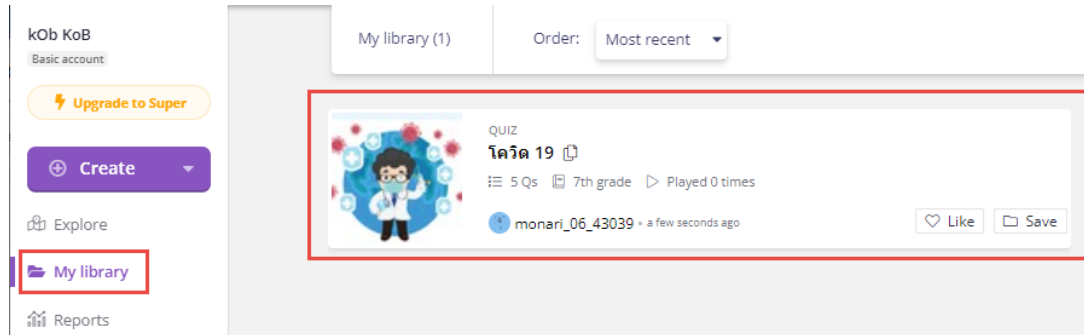 kOb KoB
Basic account
Upgrade to Super
Create
Explore
My library
Reports
My library (1)
Order:
Most recent
QUIZ
โควิด 19
5 Qs 7th grade Played 0 times
monari_06_43039 • a few seconds ago
Like
Save